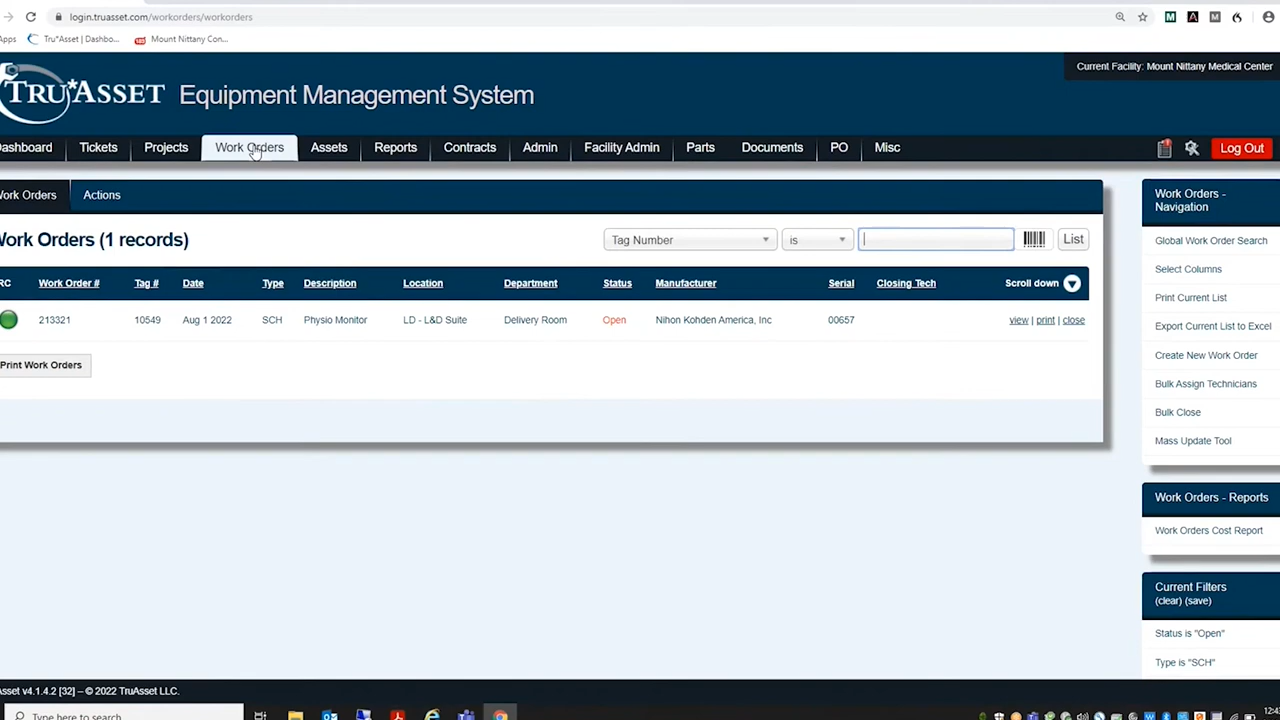 login.truasset.com/workorders/workorders
Apps Tru*Asset | Dashbo... Mount Nittany Con...
Current Facility: Mount Nittany Medical Center
TRU*ASSET Equipment Management System
Dashboard Tickets Projects Work Orders Assets Reports Contracts Admin Facility Admin Parts Documents PO Misc Log Out
Work Orders Actions
Work Orders (1 records) Tag Number is List
RC Work Order # Tag # Date Type Description Location Department Status Manufacturer Serial Closing Tech Scroll down
213321 10549 Aug 1 2022 SCH Physio Monitor LD - L&D Suite Delivery Room Open Nihon Kohden America, Inc 00657 view | print | close
Print Work Orders
Work Orders -
Navigation
Global Work Order Search
Select Columns
Print Current List
Export Current List to Excel
Create New Work Order
Bulk Assign Technicians
Bulk Close
Mass Update Tool
Work Orders - Reports
Work Orders Cost Report
Current Filters
(clear) (save)
Status is "Open"
Type is "SCH"
Asset v4.1.4.2 [32] – © 2022 TruAsset LLC.
Type here to search